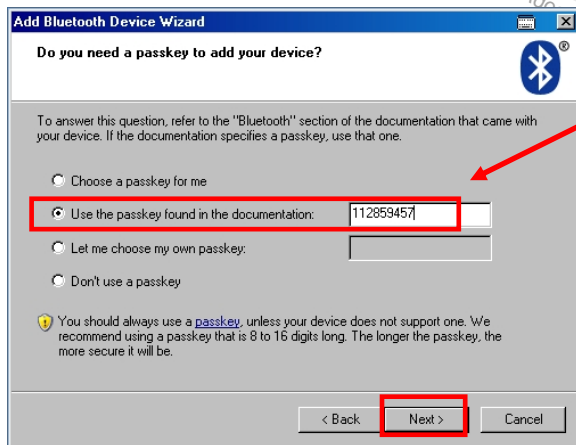 Add Bluetooth Device Wizard
Do you need a passkey to add your device?
®
To answer this question, refer to the "Bluetooth" section of the documentation that came with
your device. If the documentation specifies a passkey, use that one.
Choose a passkey for me
Use the passkey found in the documentation: 112859457
Let me choose my own passkey:
Don't use a passkey
You should always use a passkey, unless your device does not support one. We
recommend using a passkey that is 8 to 16 digits long. The longer the passkey, the
more secure it will be.
< Back Next > Cancel